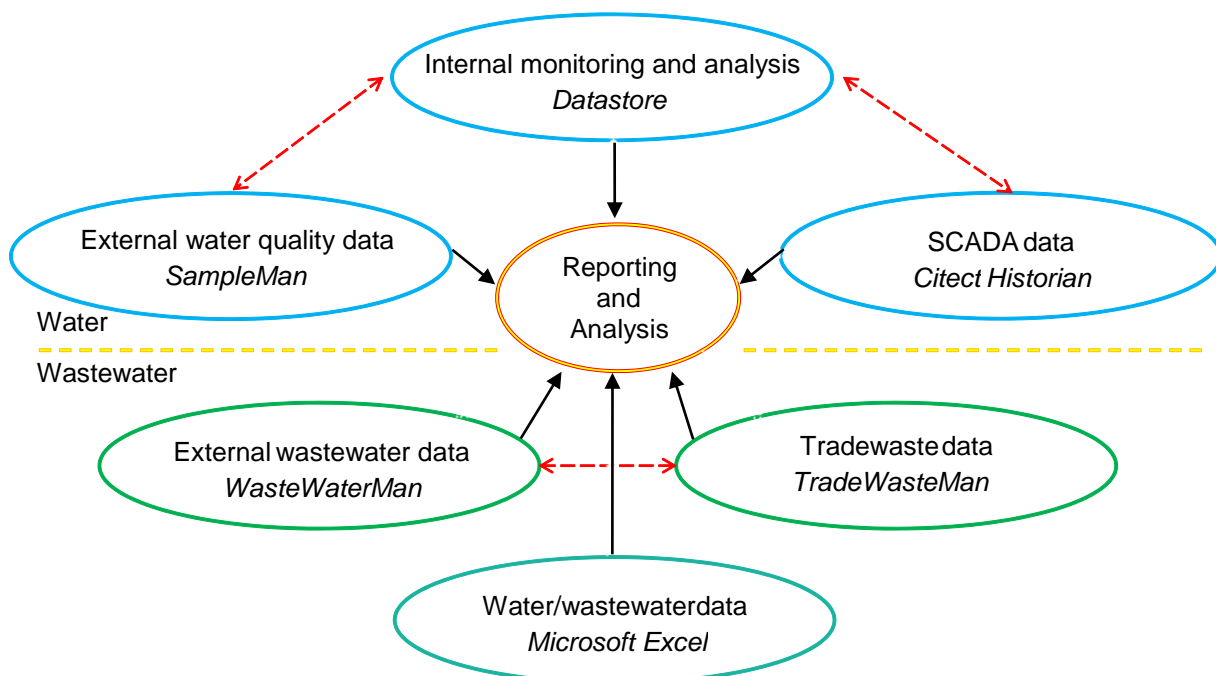 Internal monitoring and analysis
Datastore
External water quality data
SampleMan
SCADA data
Citect Historian
Reporting
and
Analysis
Water
Wastewater
External wastewater data
WasteWaterMan
Tradewaste data
TradeWasteMan
Water/wastewaterdata
Microsoft Excel